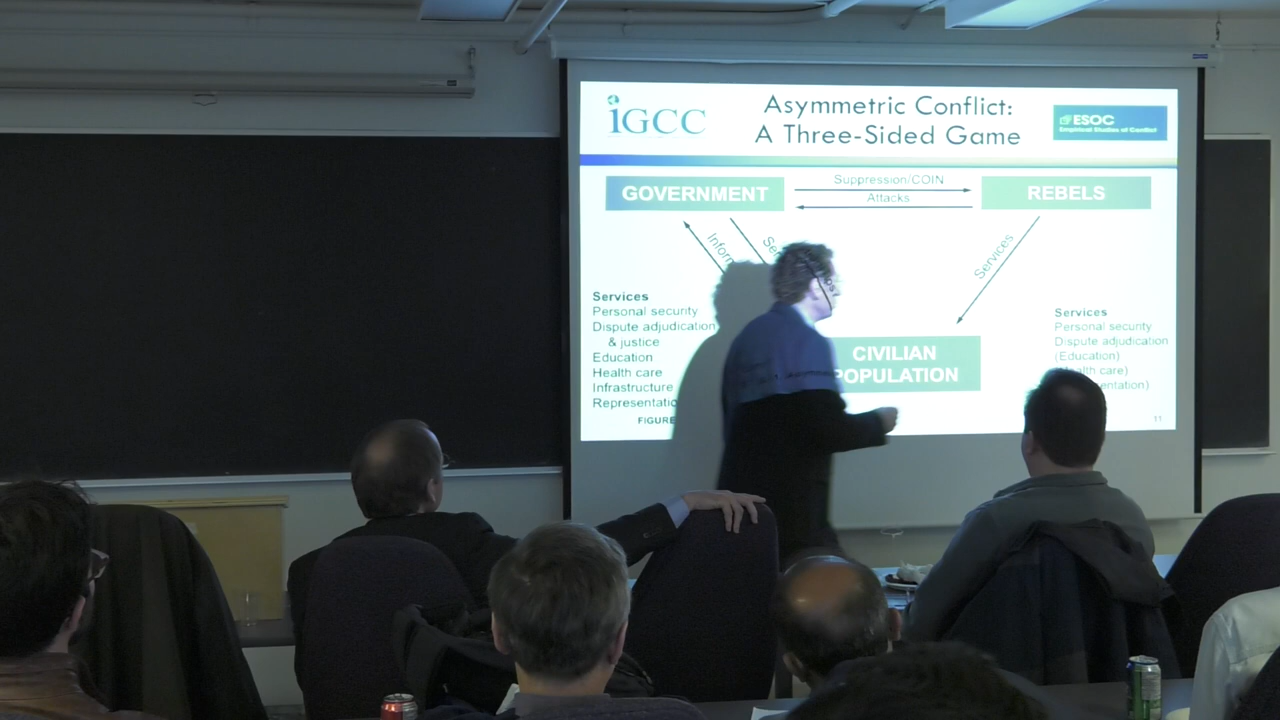 iGCC
Asymmetric Conflict:
A Three-Sided Game
ESOC
Empirical Studies of Conflict
GOVERNMENT
Suppression/COIN
Attacks
REBELS
Services
Services
Personal security
Dispute adjudication
& justice
Education
Health care
Infrastructure
CIVILIAN
POPULATION
Services
Personal security
Dispute adjudication
(Education)
11